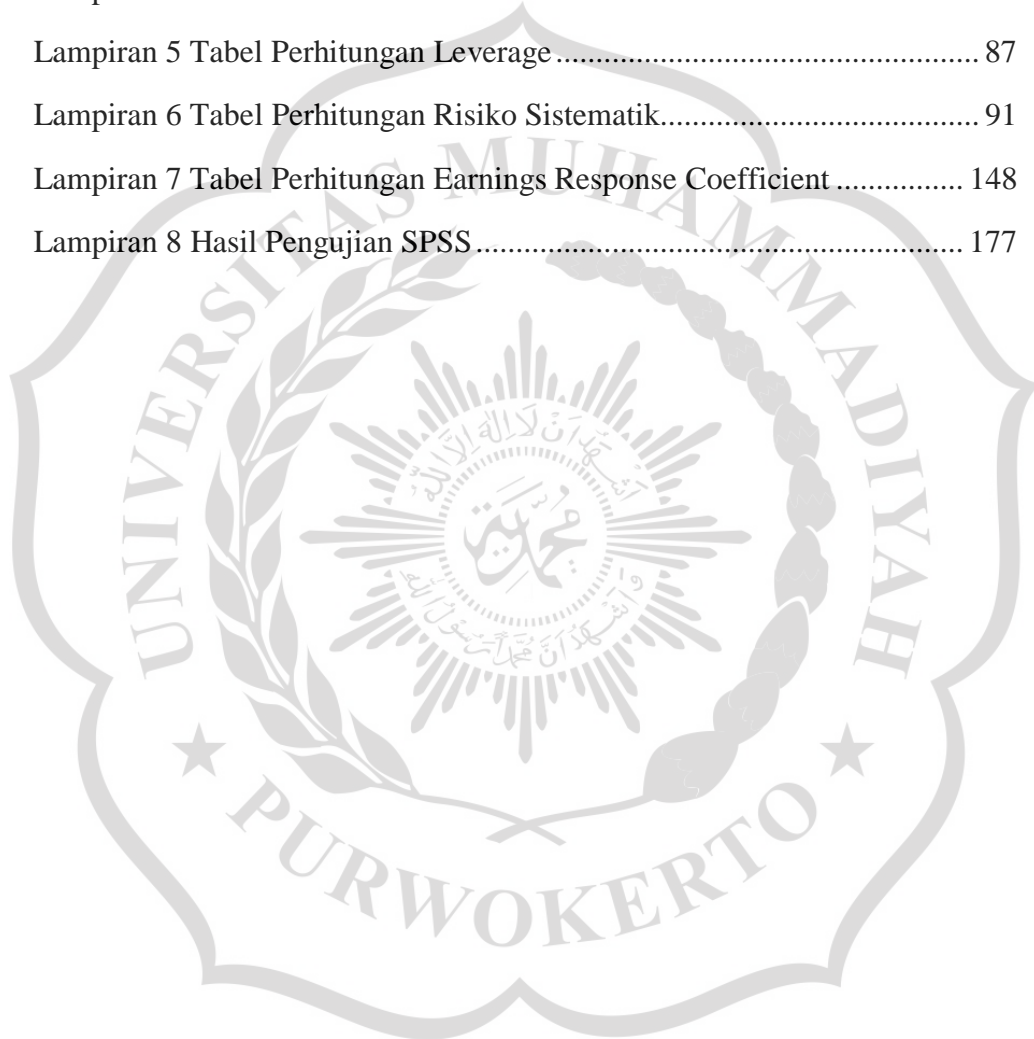 Lampiran 5 Tabel Perhitungan Leverage..................................................... 87
Lampiran 6 Tabel Perhitungan Risiko Sistematik........................................ 91
Lampiran 7 Tabel Perhitungan Earnings Response Coefficient................ 148
Lampiran 8 Hasil Pengujian SPSS............................................................. 177
UNIVERSITAS MUHAMMADIYAH
PURWOKERTO